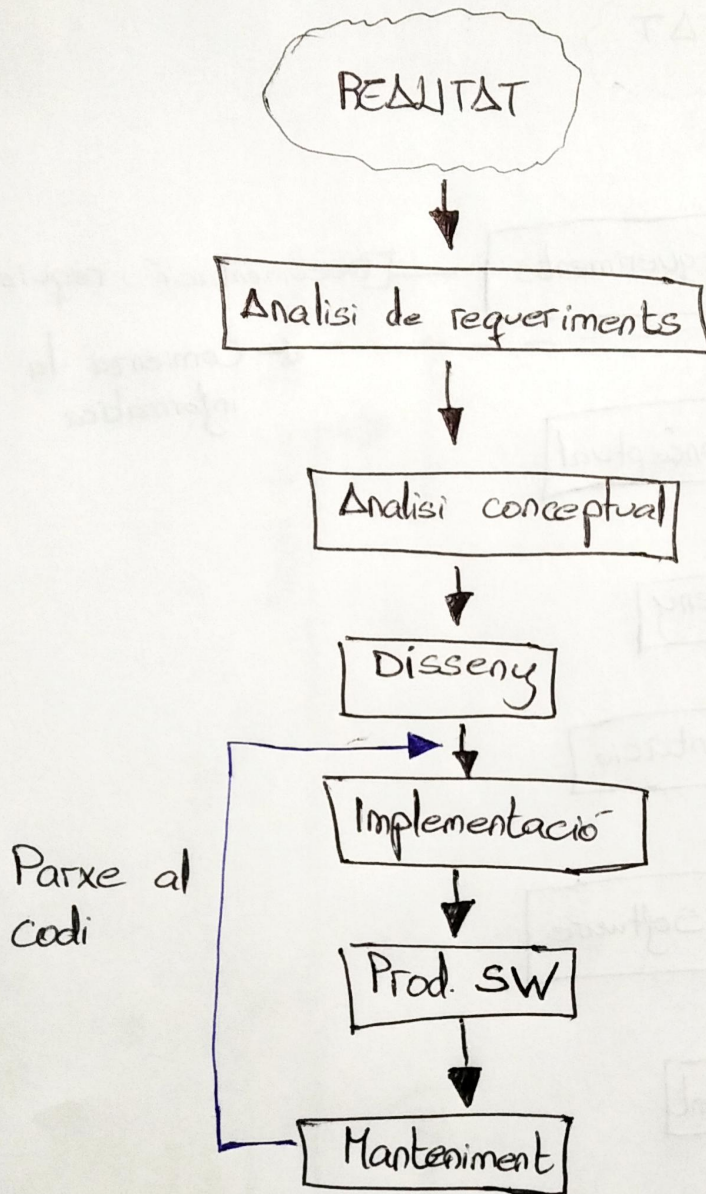 REALITAT
Analisi de requeriments
Analisi conceptual
Disseny
Implementació
Parxe al
codi
Prod. SW
Manteniment